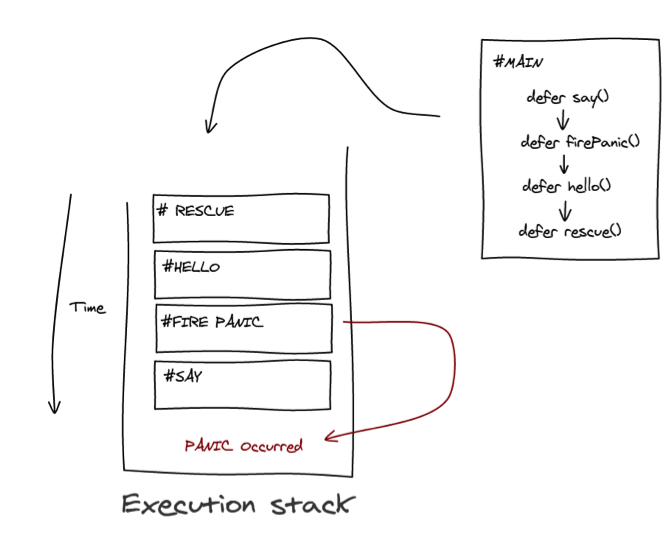 #MAIN
defer say()
defer firePanic()
defer hello()
defer rescue()
# RESCUE
#HELLO
#FIRE PANIC
#SAY
Time
PANIC Occurred
Execution stack